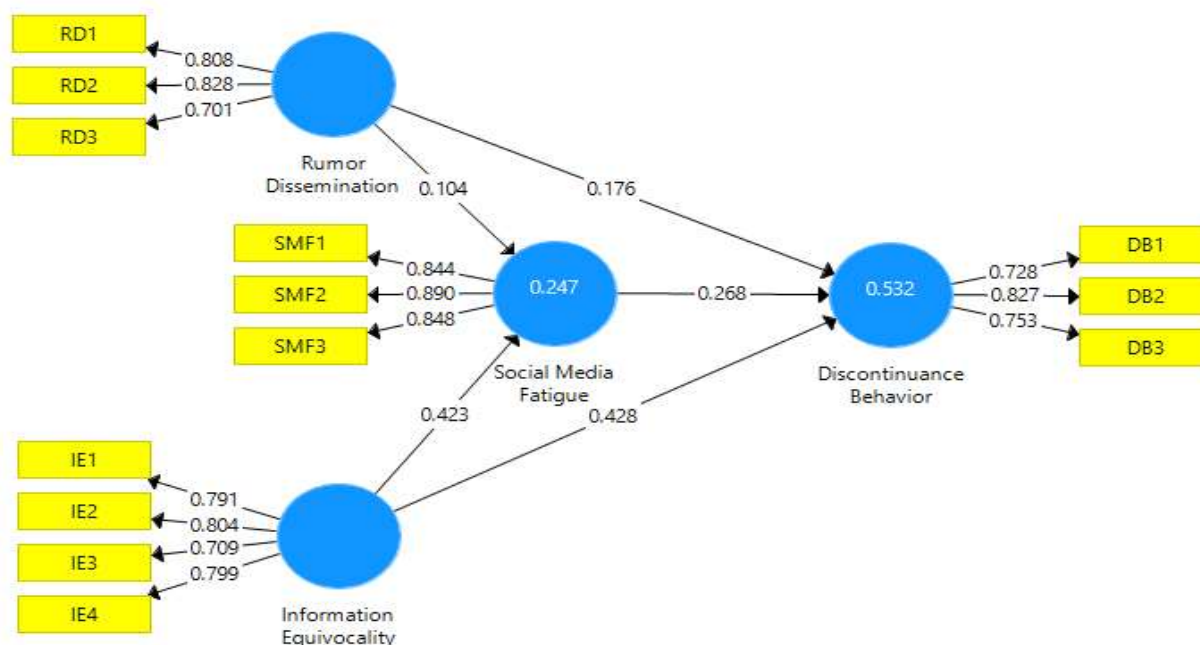 RD1
0.808
RD2
0.828
RD3
0.701
Rumor
Dissemination
0.104
0.176
SMF1
0.844
SMF2
0.890
SMF3
0.848
0.247
Social Media
Fatigue
0.268
0.532
Discontinuance
Behavior
DB1
0.728
DB2
0.827
DB3
0.753
0.423
0.428
IE1
0.791
IE2
0.804
IE3
0.709
IE4
0.799
Information
Equivocality